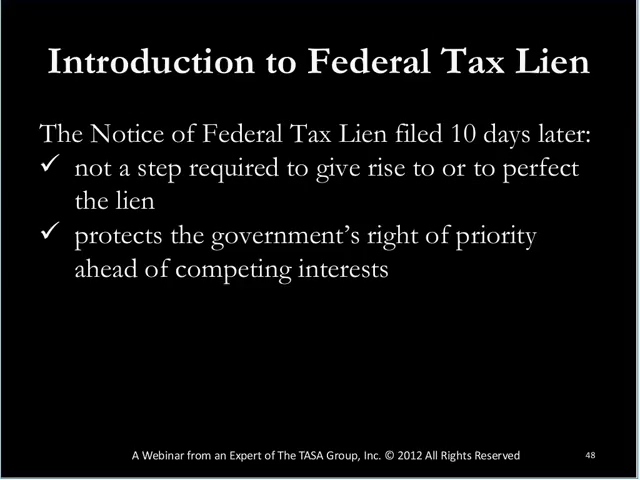 Introduction to Federal Tax Lien
The Notice of Federal Tax Lien filed 10 days later:
✓ not a step required to give rise to or to perfect
the lien
✓ protects the government’s right of priority
ahead of competing interests
A Webinar from an Expert of The TASA Group, Inc. © 2012 All Rights Reserved
48